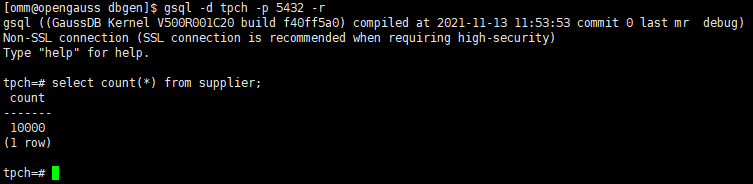 [omm@opengauss dbgen]$ gsql -d tpch -p 5432 -r
gsql ((GaussDB Kernel V500R001C20 build f40ff5a0) compiled at 2021-11-13 11:53:53 commit 0 last mr  debug)
Non-SSL connection (SSL connection is recommended when requiring high-security)
Type "help" for help.
tpch=# select count(*) from supplier;
 count
-------
 10000
(1 row)
tpch=#